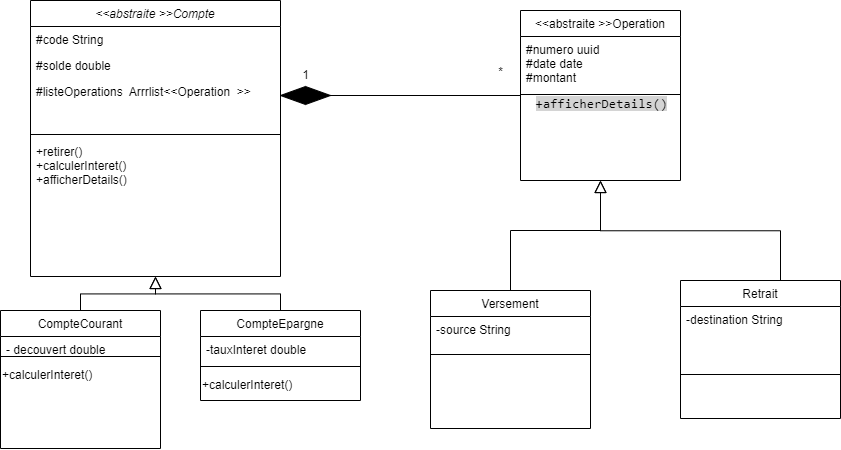 <<abstraite >>Compte
#code String
#solde double
#listeOperations Arrrlist<<Operation >>
+retirer()
+calculerInteret()
+afficherDetails()
1
*
<<abstraite >>Operation
#numero uuid
#date date
#montant
+afficherDetails()
CompteCourant
- decouvert double
+calculerInteret()
CompteEpargne
-tauxInteret double
+calculerInteret()
Versement
-source String
Retrait
-destination String